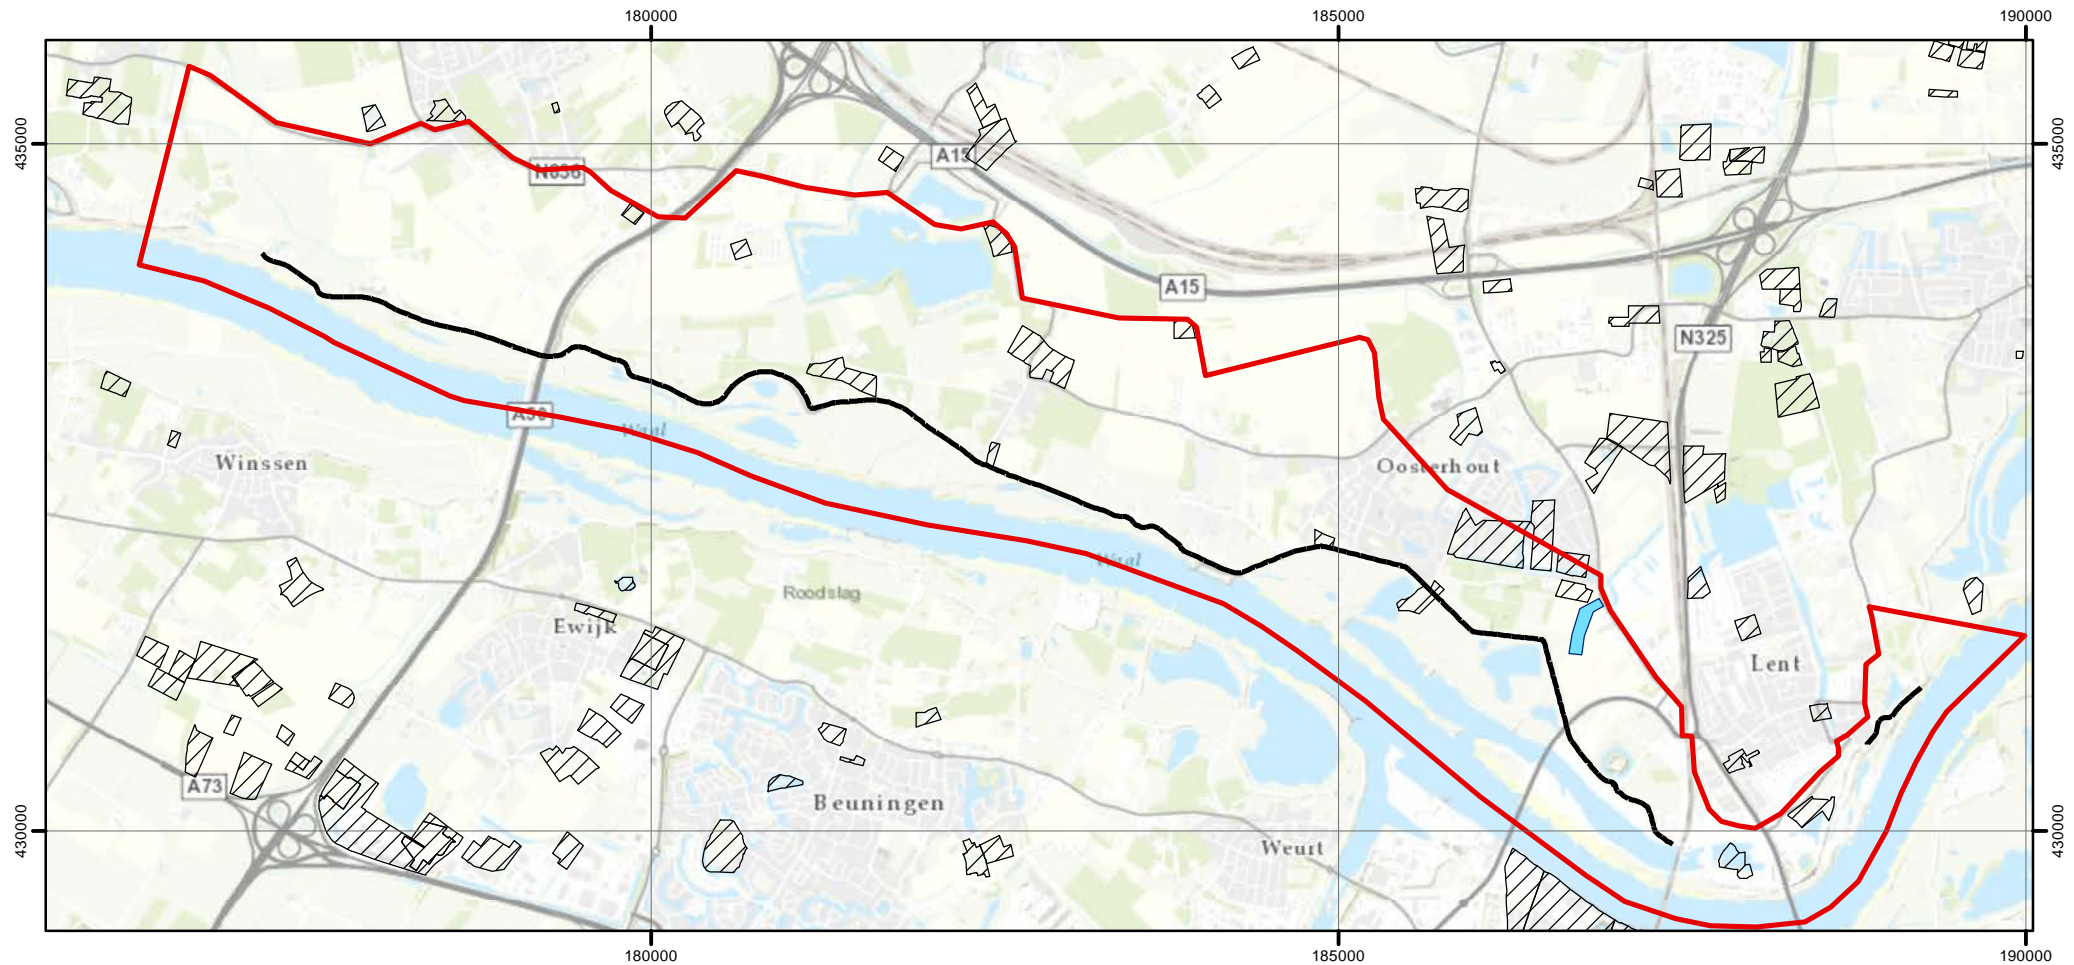 180000
185000
190000
435000
435000
A15
N836
A15
N325
A50
Waal
Winssen
Oosterhout
Waal
Roodslag
Ewijk
Lent
A73
Beuningen
430000
430000
Weurt
180000
185000
190000